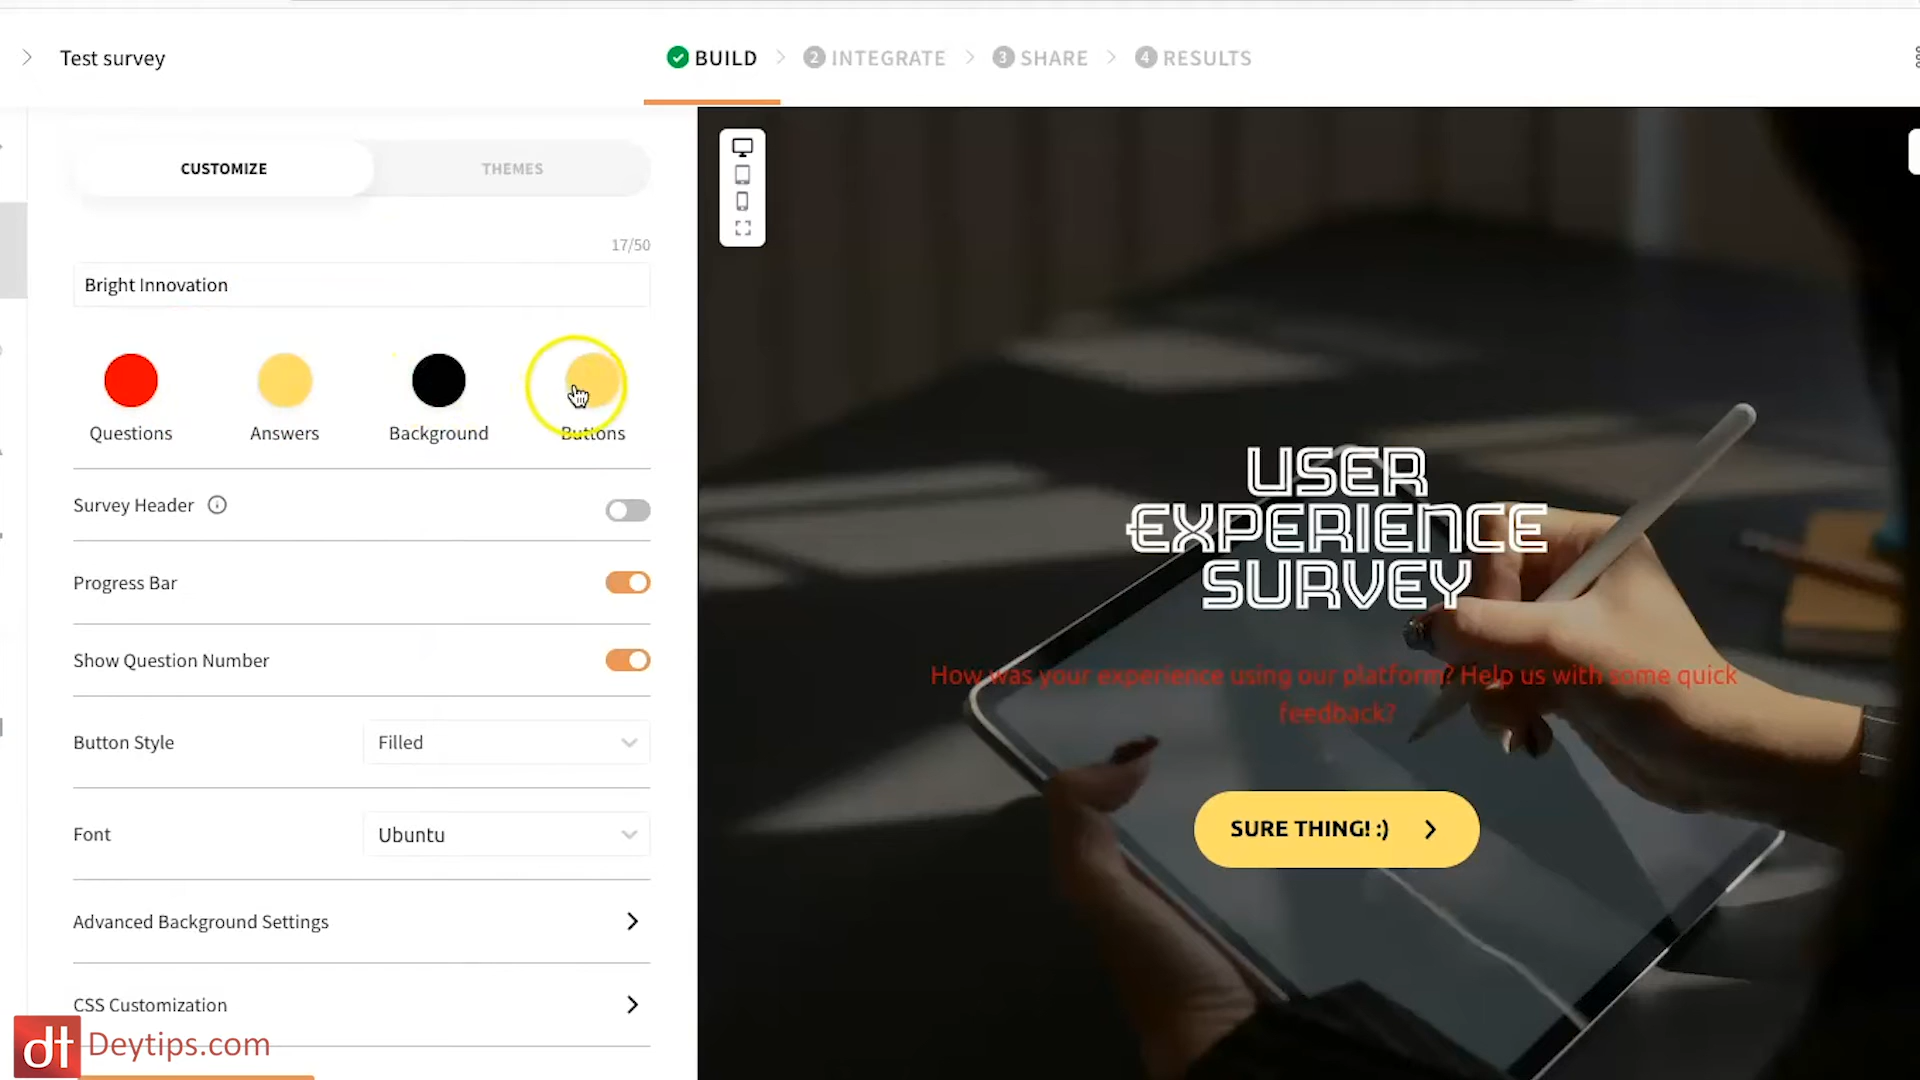 Test survey
BUILD
2 INTEGRATE
3 SHARE
4 RESULTS
CUSTOMIZE
THEMES
17/50
Bright Innovation
Questions
Answers
Background
Buttons
Survey Header
Progress Bar
Show Question Number
Button Style
Filled
Font
Ubuntu
Advanced Background Settings
CSS Customization
dt Deytips.com
USER
EXPERIENCE
SURVEY
How was your experience using our platform? Help us with some quick
feedback?
SURE THING! :)